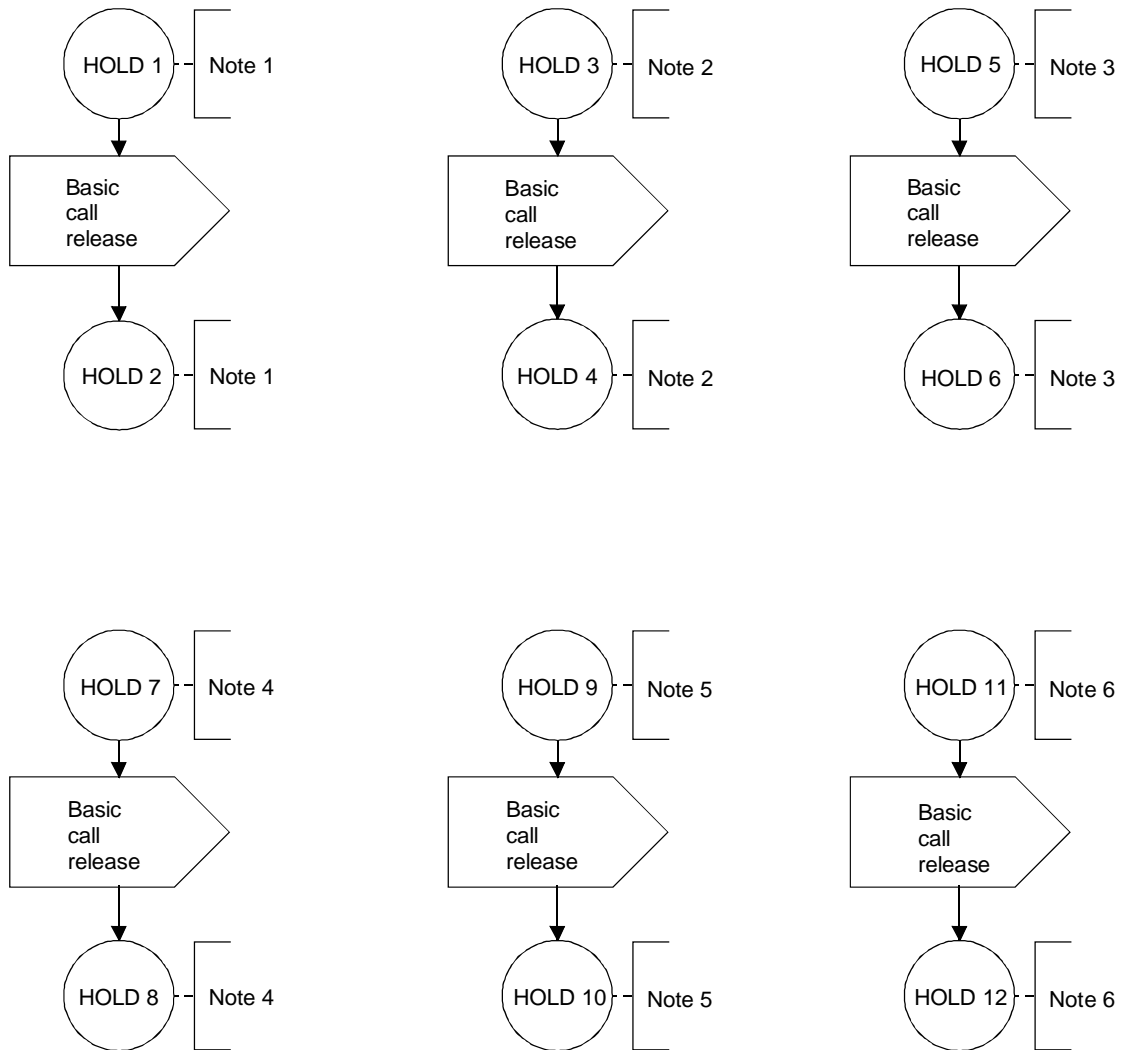 HOLD 1
Note 1
HOLD 3
Note 2
HOLD 5
Note 3
Basic
call
release
Basic
call
release
Basic
call
release
HOLD 2
Note 1
HOLD 4
Note 2
HOLD 6
Note 3
HOLD 7
Note 4
HOLD 9
Note 5
HOLD 11
Note 6
Basic
call
release
Basic
call
release
Basic
call
release
HOLD 8
Note 4
HOLD 10
Note 5
HOLD 12
Note 6